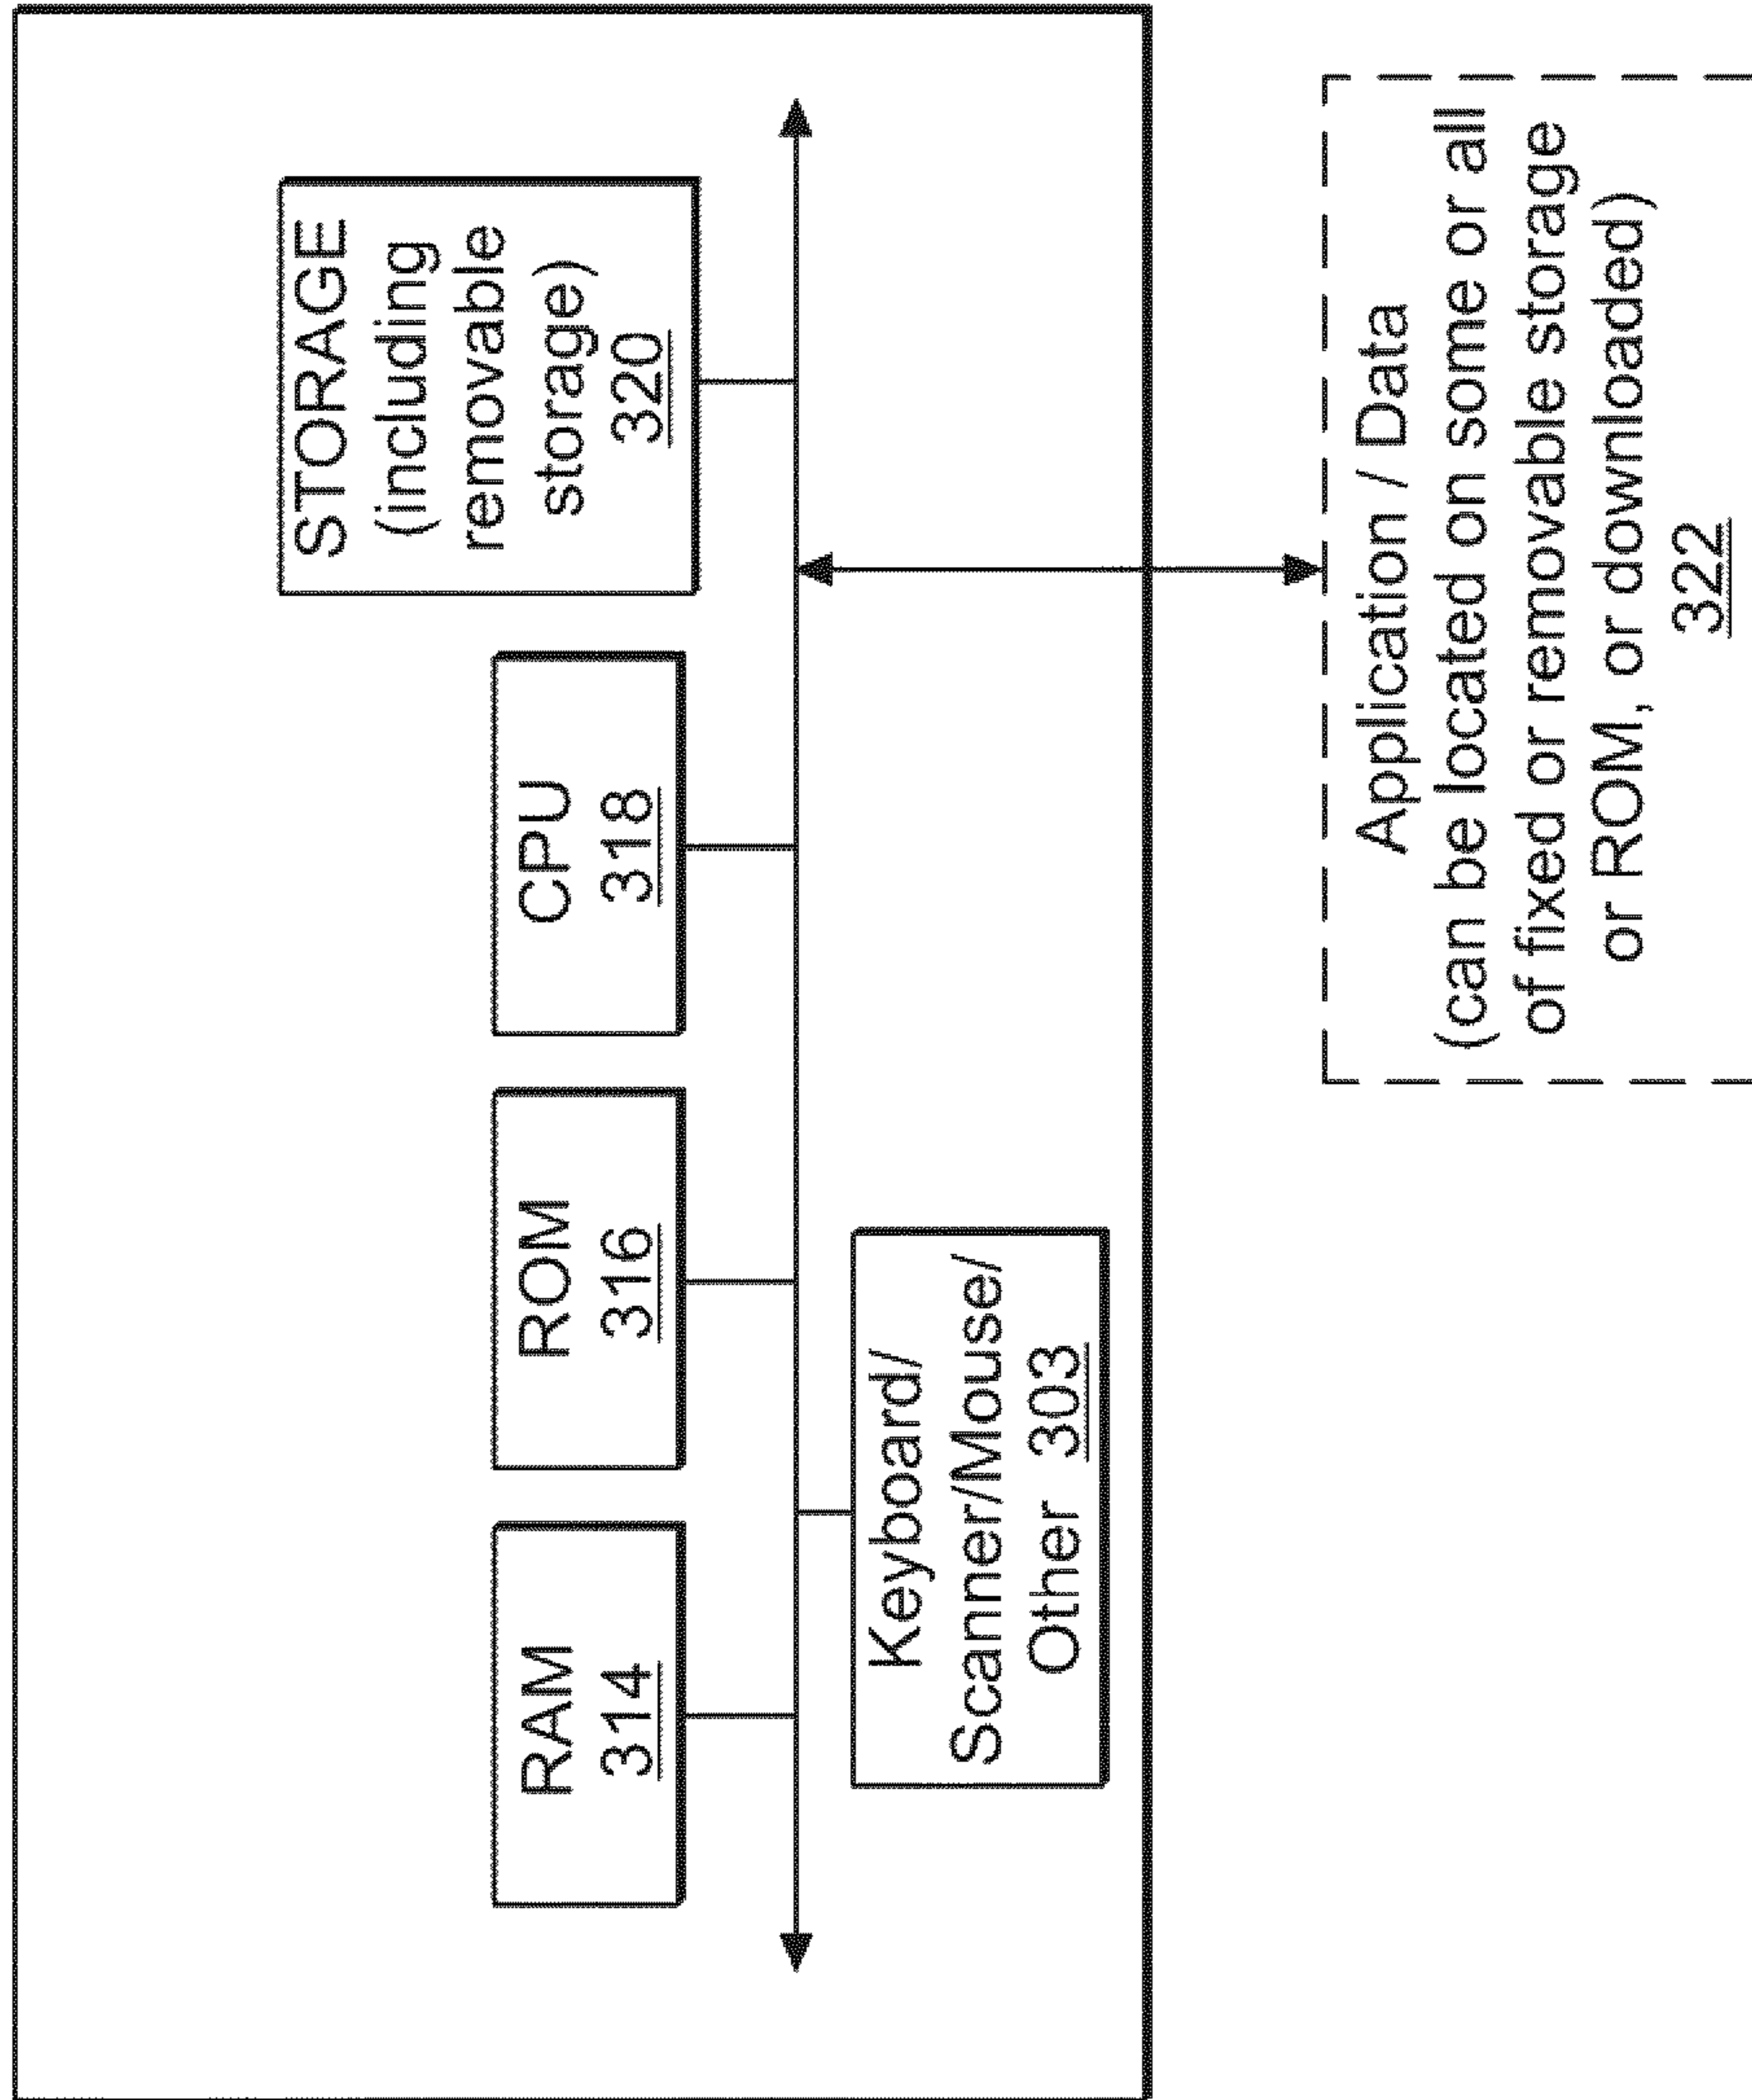 RAM
314
ROM
316
CPU
318
STORAGE
(including
removable
storage)
320
Keyboard/
Scanner/Mouse/
Other 303
Application / Data
(can be located on some or all
of fixed or removable storage
or ROM, or downloaded)
322